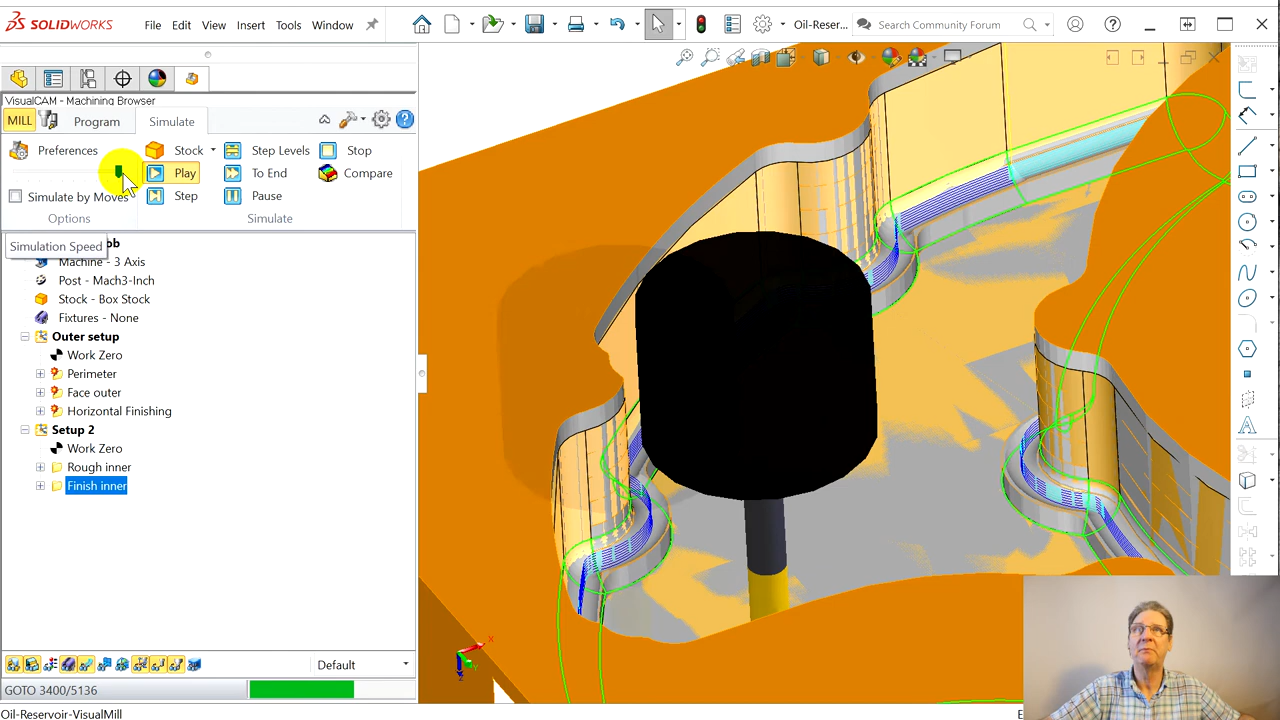 SOLIDWORKS File Edit View Insert Tools Window Oil-Reser... Search Community Forum
VisualCAM - Machining Browser
MILL Program Simulate
Preferences Stock Step Levels Stop
Play To End Compare
Simulate by Moves Step Pause
Options Simulate
Simulation Speed
bb
Machine - 3 Axis
Post - Mach3-Inch
Stock - Box Stock
Fixtures - None
Outer setup
Work Zero
Perimeter
Face outer
Horizontal Finishing
Setup 2
Work Zero
Rough inner
Finish inner
X
Y
Z
Default
GOTO 3400/5136
Oil-Reservoir-VisualMill
E